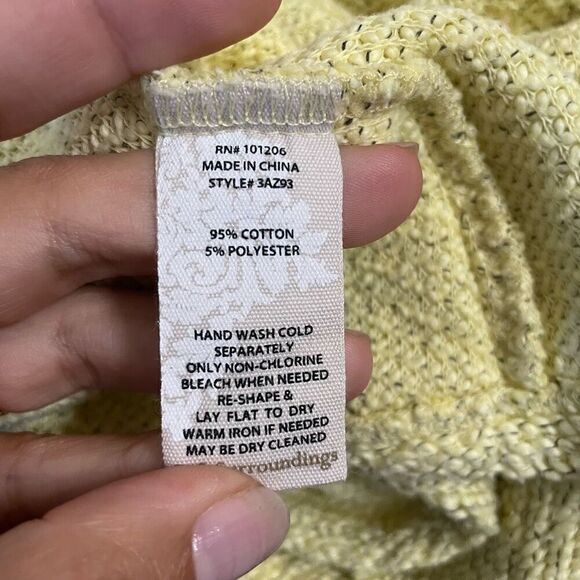 RN# 101206
MADE IN CHINA
STYLE# 3AZ93
95% COTTON
5% POLYESTER
HAND WASH COLD
SEPARATELY
ONLY NON-CHLORINE
BLEACH WHEN NEEDED
RE-SHAPE &
LAY FLAT TO DRY
WARM IRON IF NEEDED
MAY BE DRY CLEANED